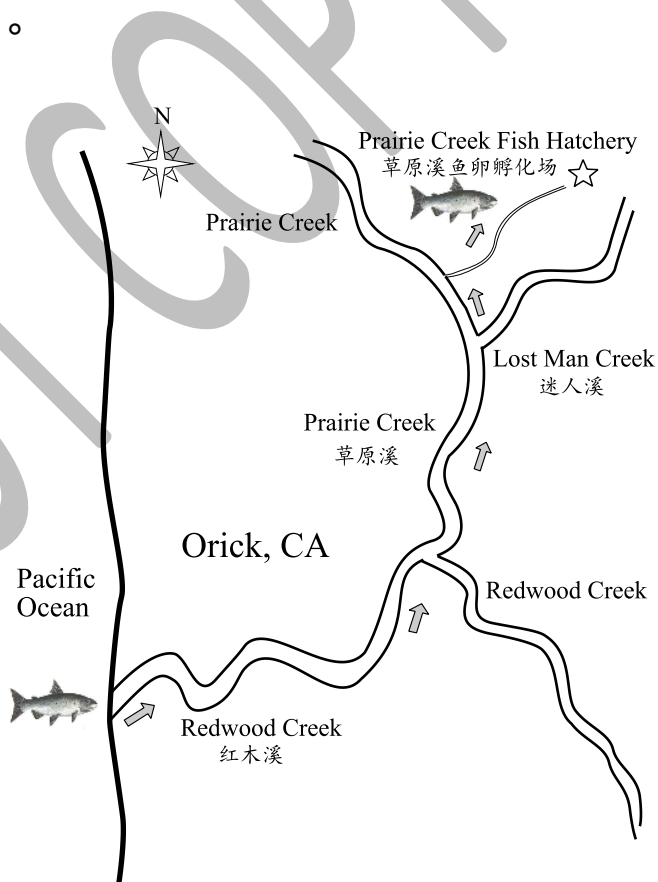 。
N
Prairie Creek Fish Hatchery
草原溪鱼卵孵化场
Prairie Creek
Lost Man Creek
迷人溪
Prairie Creek
草原溪
Orick, CA
Pacific
Ocean
Redwood Creek
Redwood Creek
红木溪